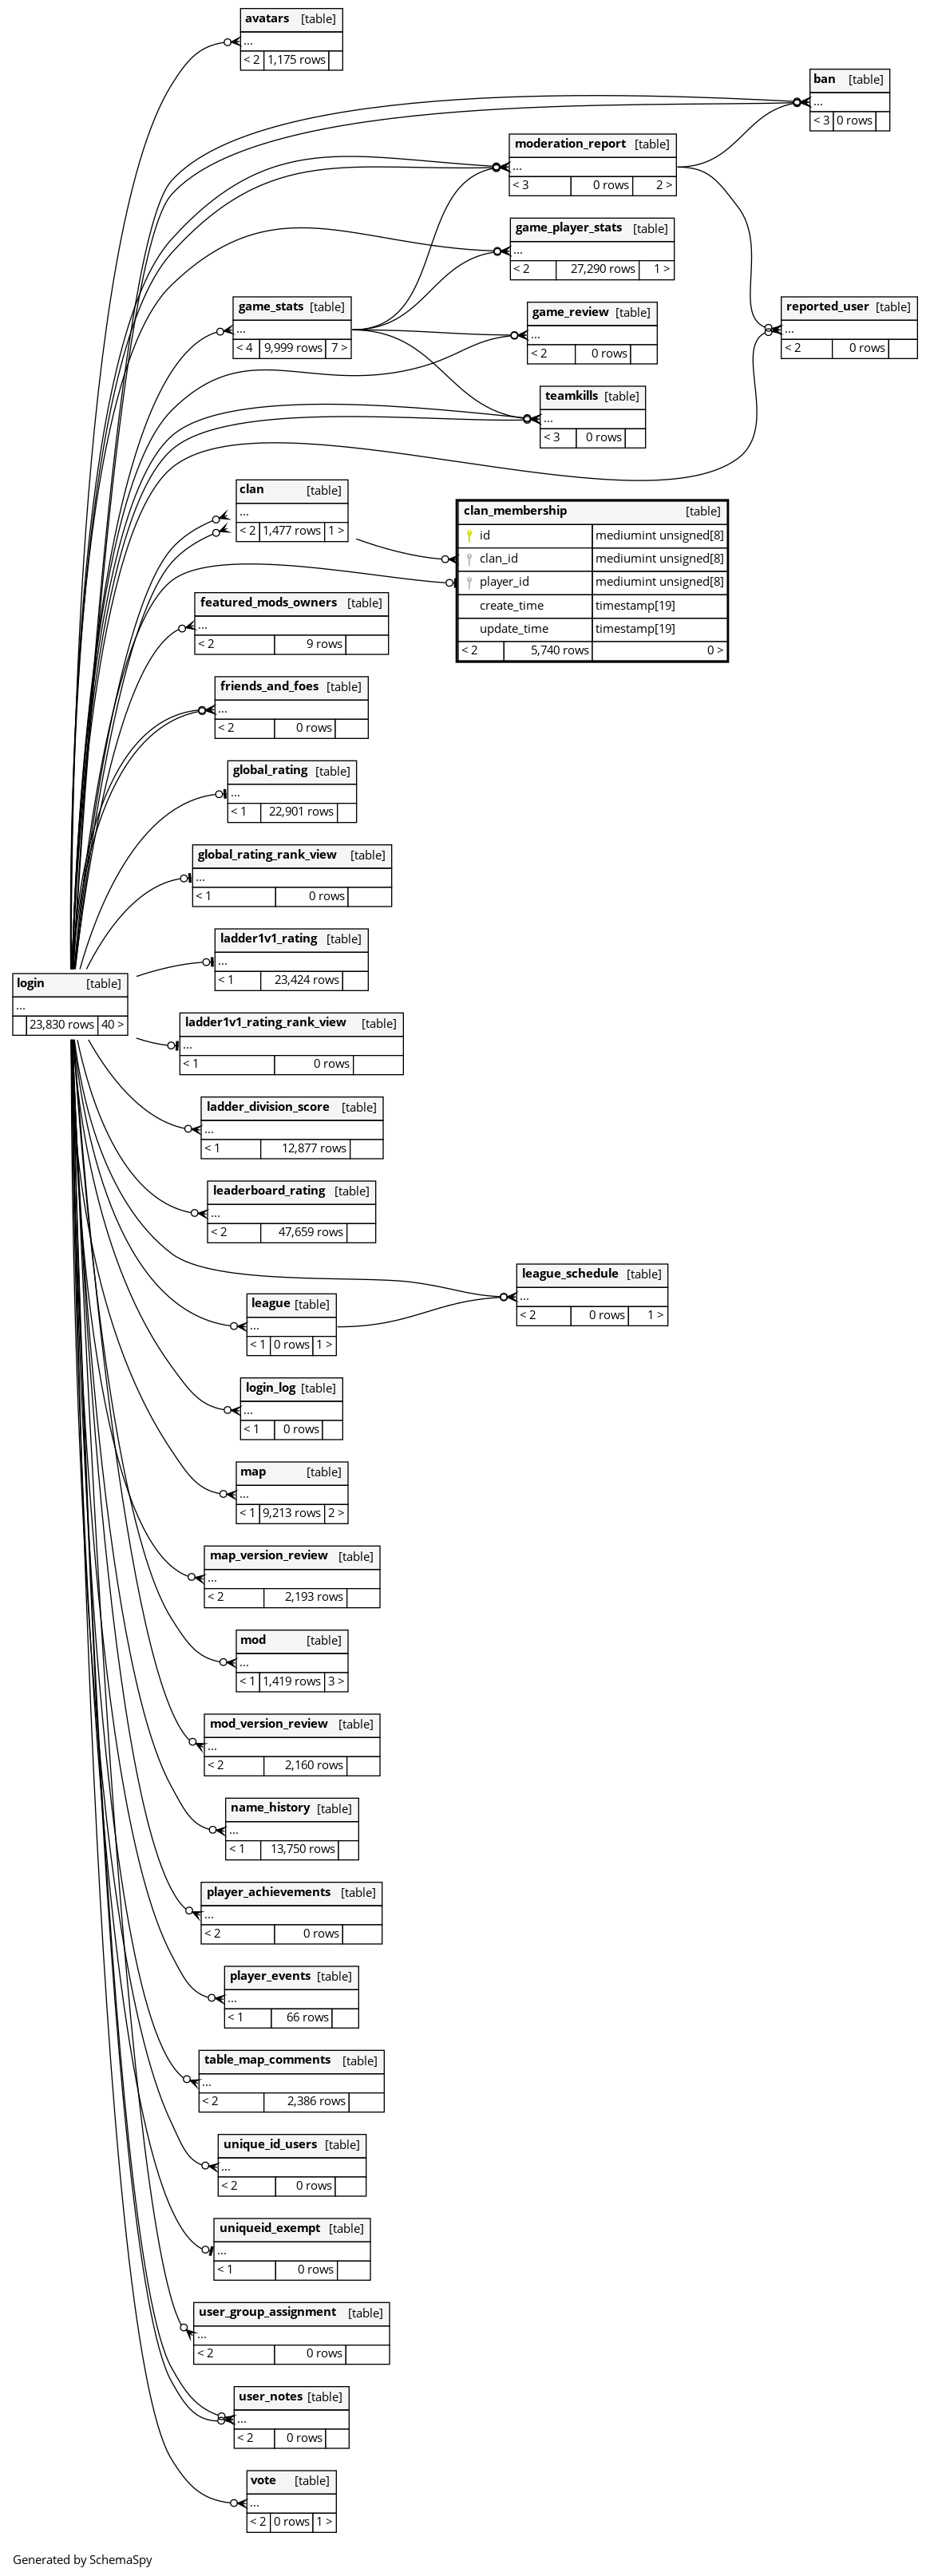 avatars [table]
...
< 2 1,175 rows
ban [table]
...
< 3 0 rows
moderation_report [table]
...
< 3 0 rows 2 >
game_player_stats [table]
...
< 2 27,290 rows 1 >
game_stats [table]
...
< 4 9,999 rows 7 >
game_review [table]
...
< 2 0 rows
reported_user [table]
...
< 2 0 rows
teamkills [table]
...
< 3 0 rows
clan [table]
...
< 2 1,477 rows 1 >
clan_membership [table]
id mediumint unsigned[8]
clan_id mediumint unsigned[8]
player_id mediumint unsigned[8]
create_time timestamp[19]
update_time timestamp[19]
< 2 5,740 rows 0 >
featured_mods_owners [table]
...
< 2 9 rows
friends_and_foes [table]
...
< 2 0 rows
global_rating [table]
...
< 1 22,901 rows
global_rating_rank_view [table]
...
< 1 0 rows
ladder1v1_rating [table]
...
< 1 23,424 rows
login [table]
...
23,830 rows 40 >
ladder1v1_rating_rank_view [table]
...
< 1 0 rows
ladder_division_score [table]
...
< 1 12,877 rows
leaderboard_rating [table]
...
< 2 47,659 rows
league_schedule [table]
...
< 2 0 rows 1 >
league [table]
...
< 1 0 rows 1 >
login_log [table]
...
< 1 0 rows
map [table]
...
< 1 9,213 rows 2 >
map_version_review [table]
...
< 2 2,193 rows
mod [table]
...
< 1 1,419 rows 3 >
mod_version_review [table]
...
< 2 2,160 rows
name_history [table]
...
< 1 13,750 rows
player_achievements [table]
...
< 2 0 rows
player_events [table]
...
< 1 66 rows
table_map_comments [table]
...
< 2 2,386 rows
unique_id_users [table]
...
< 2 0 rows
uniqueid_exempt [table]
...
< 1 0 rows
user_group_assignment [table]
...
< 2 0 rows
user_notes [table]
...
< 2 0 rows
vote [table]
...
< 2 0 rows 1 >
Generated by SchemaSpy